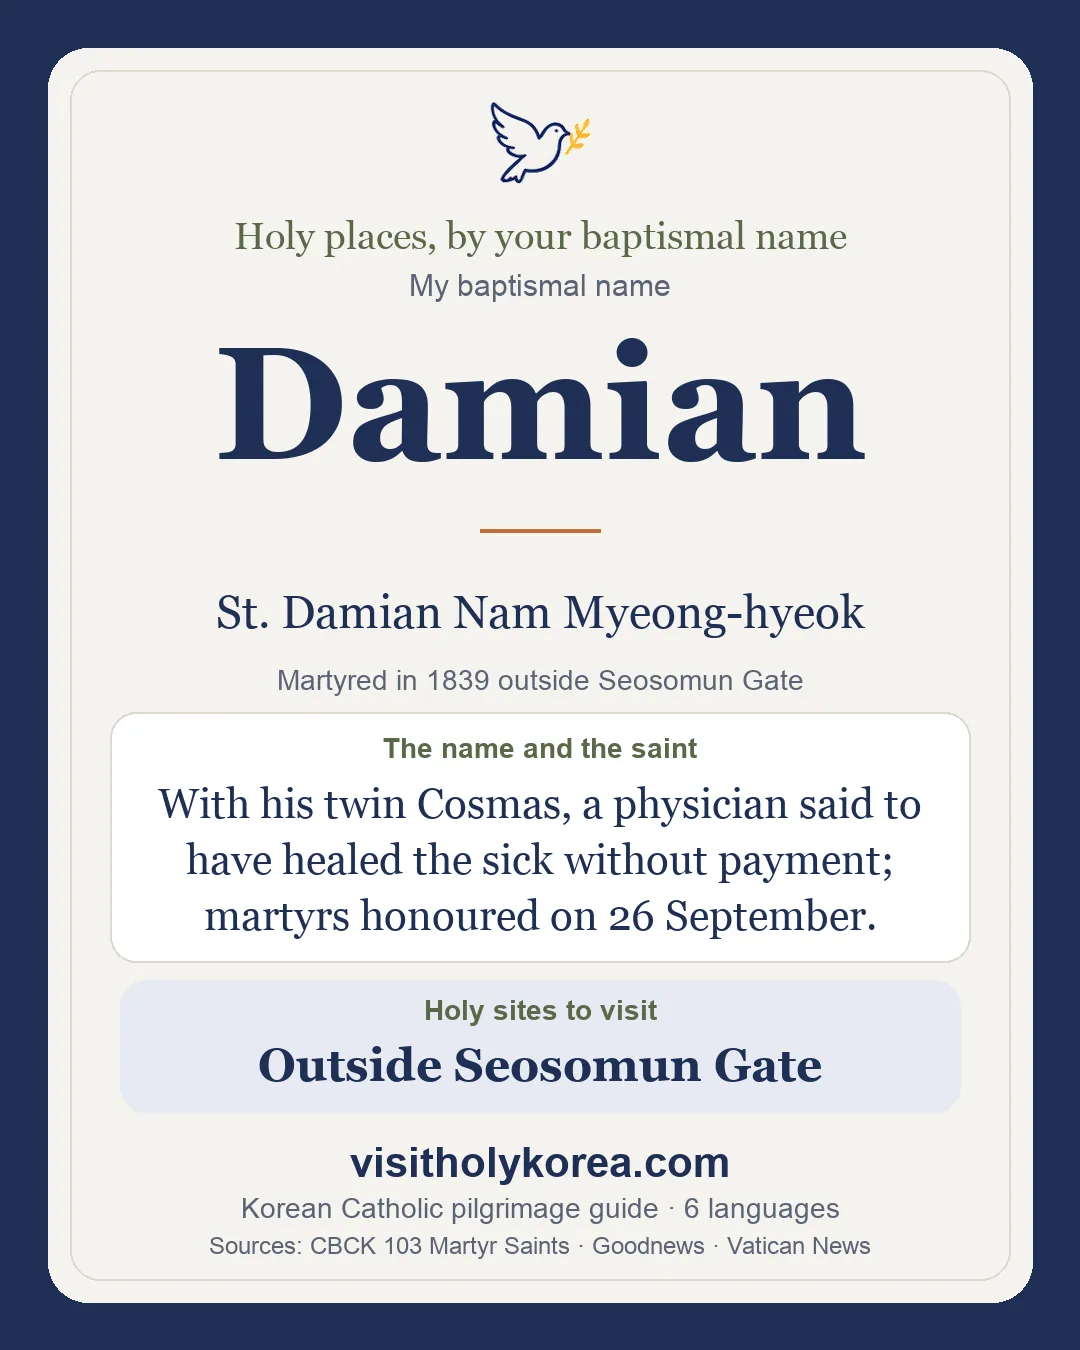 Holy places, by your baptismal name
My baptismal name
Damian
St. Damian Nam Myeong-hyeok
Martyred in 1839 outside Seosomun Gate
The name and the saint
With his twin Cosmas, a physician said to
have healed the sick without payment;
martyrs honoured on 26 September.
Holy sites to visit
Outside Seosomun Gate
visitholykorea.com
Korean Catholic pilgrimage guide · 6 languages
Sources: CBCK 103 Martyr Saints · Goodnews · Vatican News